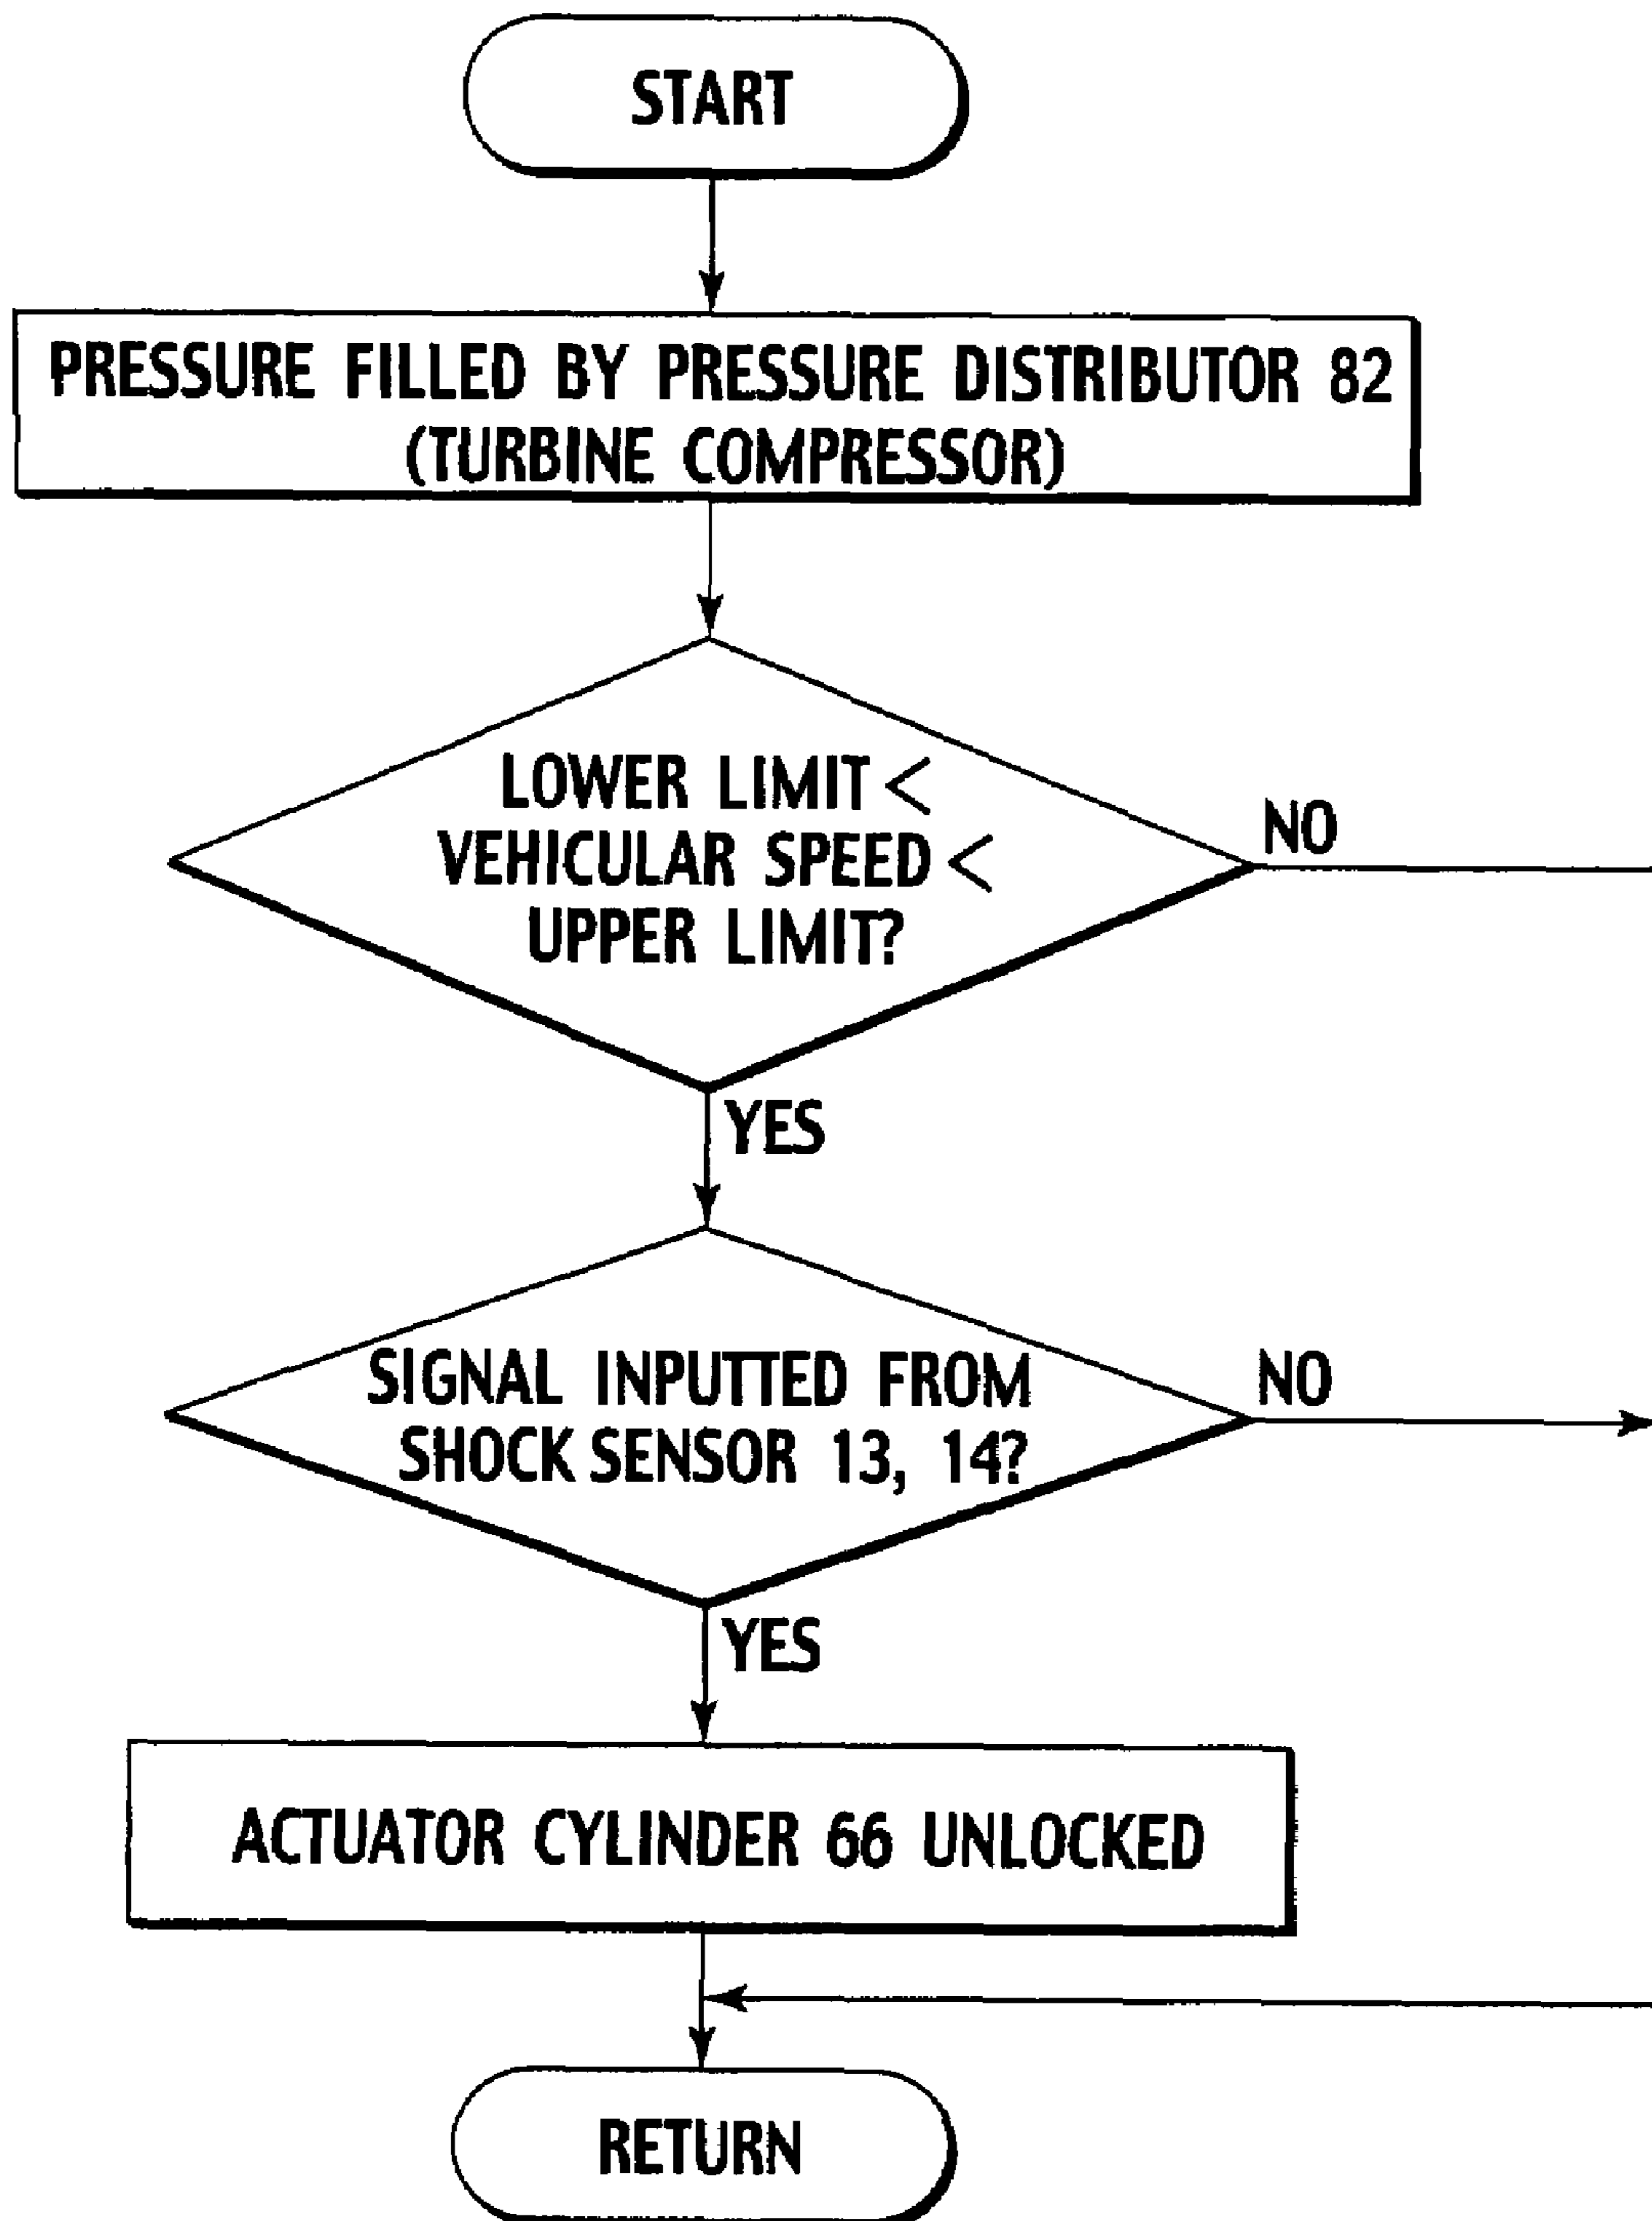 START
PRESSURE FILLED BY PRESSURE DISTRIBUTOR 82
(TURBINE COMPRESSOR)
LOWER LIMIT <
VEHICULAR SPEED <
UPPER LIMIT?
NO
YES
SIGNAL INPUTTED FROM
SHOCK SENSOR 13, 14?
NO
YES
ACTUATOR CYLINDER 66 UNLOCKED
RETURN